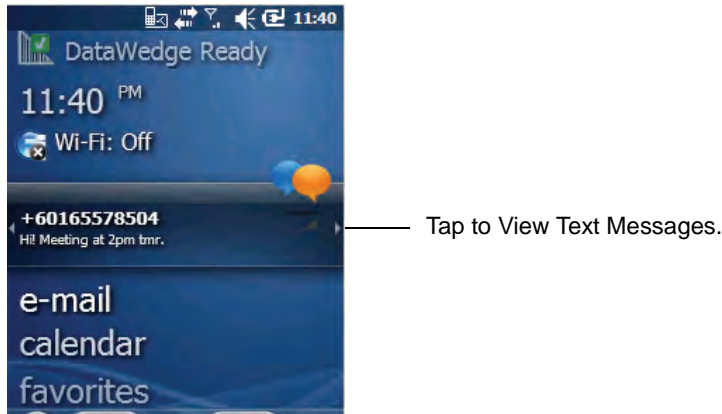 11:40
DataWedge Ready
11:40 PM
Wi-Fi: Off
+60165578504
Hi! Meeting at 2pm tmr.
Tap to View Text Messages.
e-mail
calendar
favorites